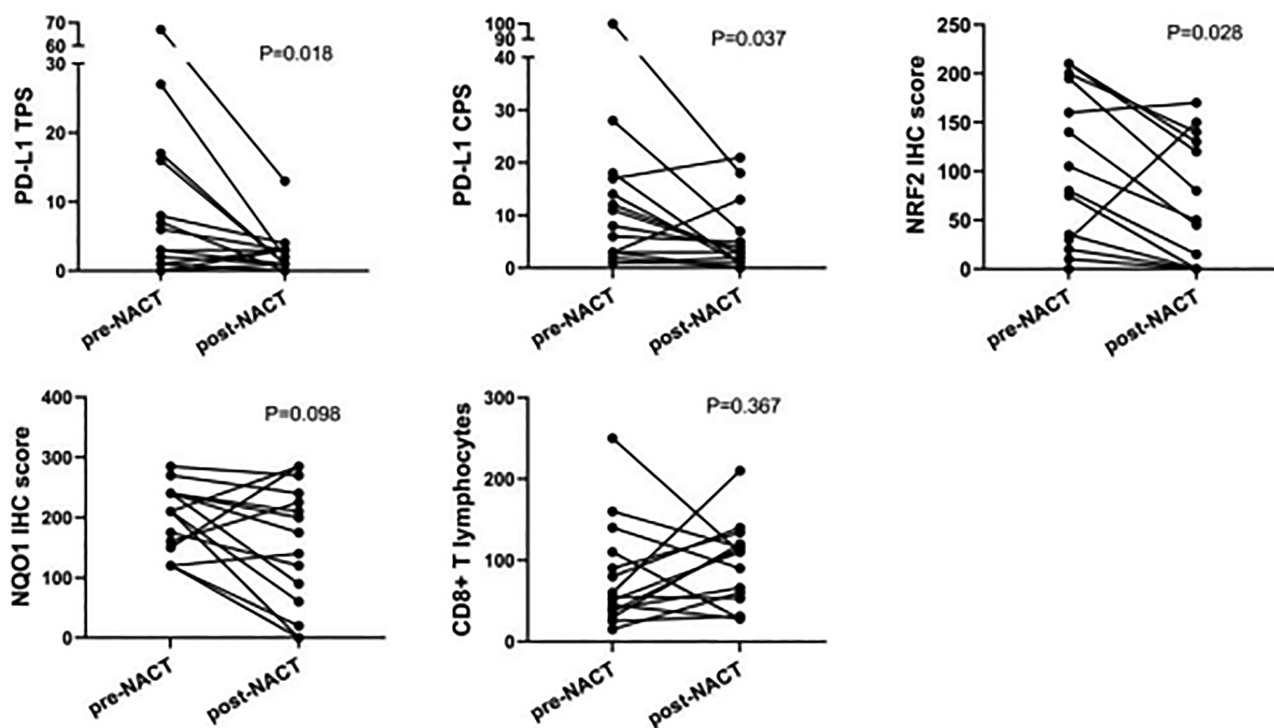 PD-L1 TPS
70
60
30
20
10
0
P=0.018
pre-NACT
post-NACT
PD-L1 CPS
100
90
40
30
20
10
0
P=0.037
pre-NACT
post-NACT
NRF2 IHC score
250
200
150
100
50
0
P=0.028
pre-NACT
post-NACT
NQO1 IHC score
400
300
200
100
0
P=0.098
pre-NACT
post-NACT
CD8+ T lymphocytes
300
200
100
0
P=0.367
pre-NACT
post-NACT